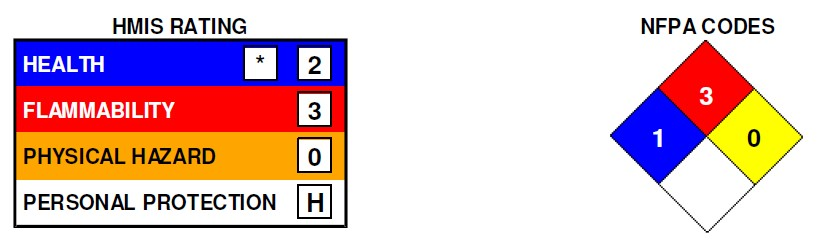 HMIS RATING
HEALTH * 2
FLAMMABILITY 3
PHYSICAL HAZARD 0
PERSONAL PROTECTION H
NFPA CODES
3
1 0